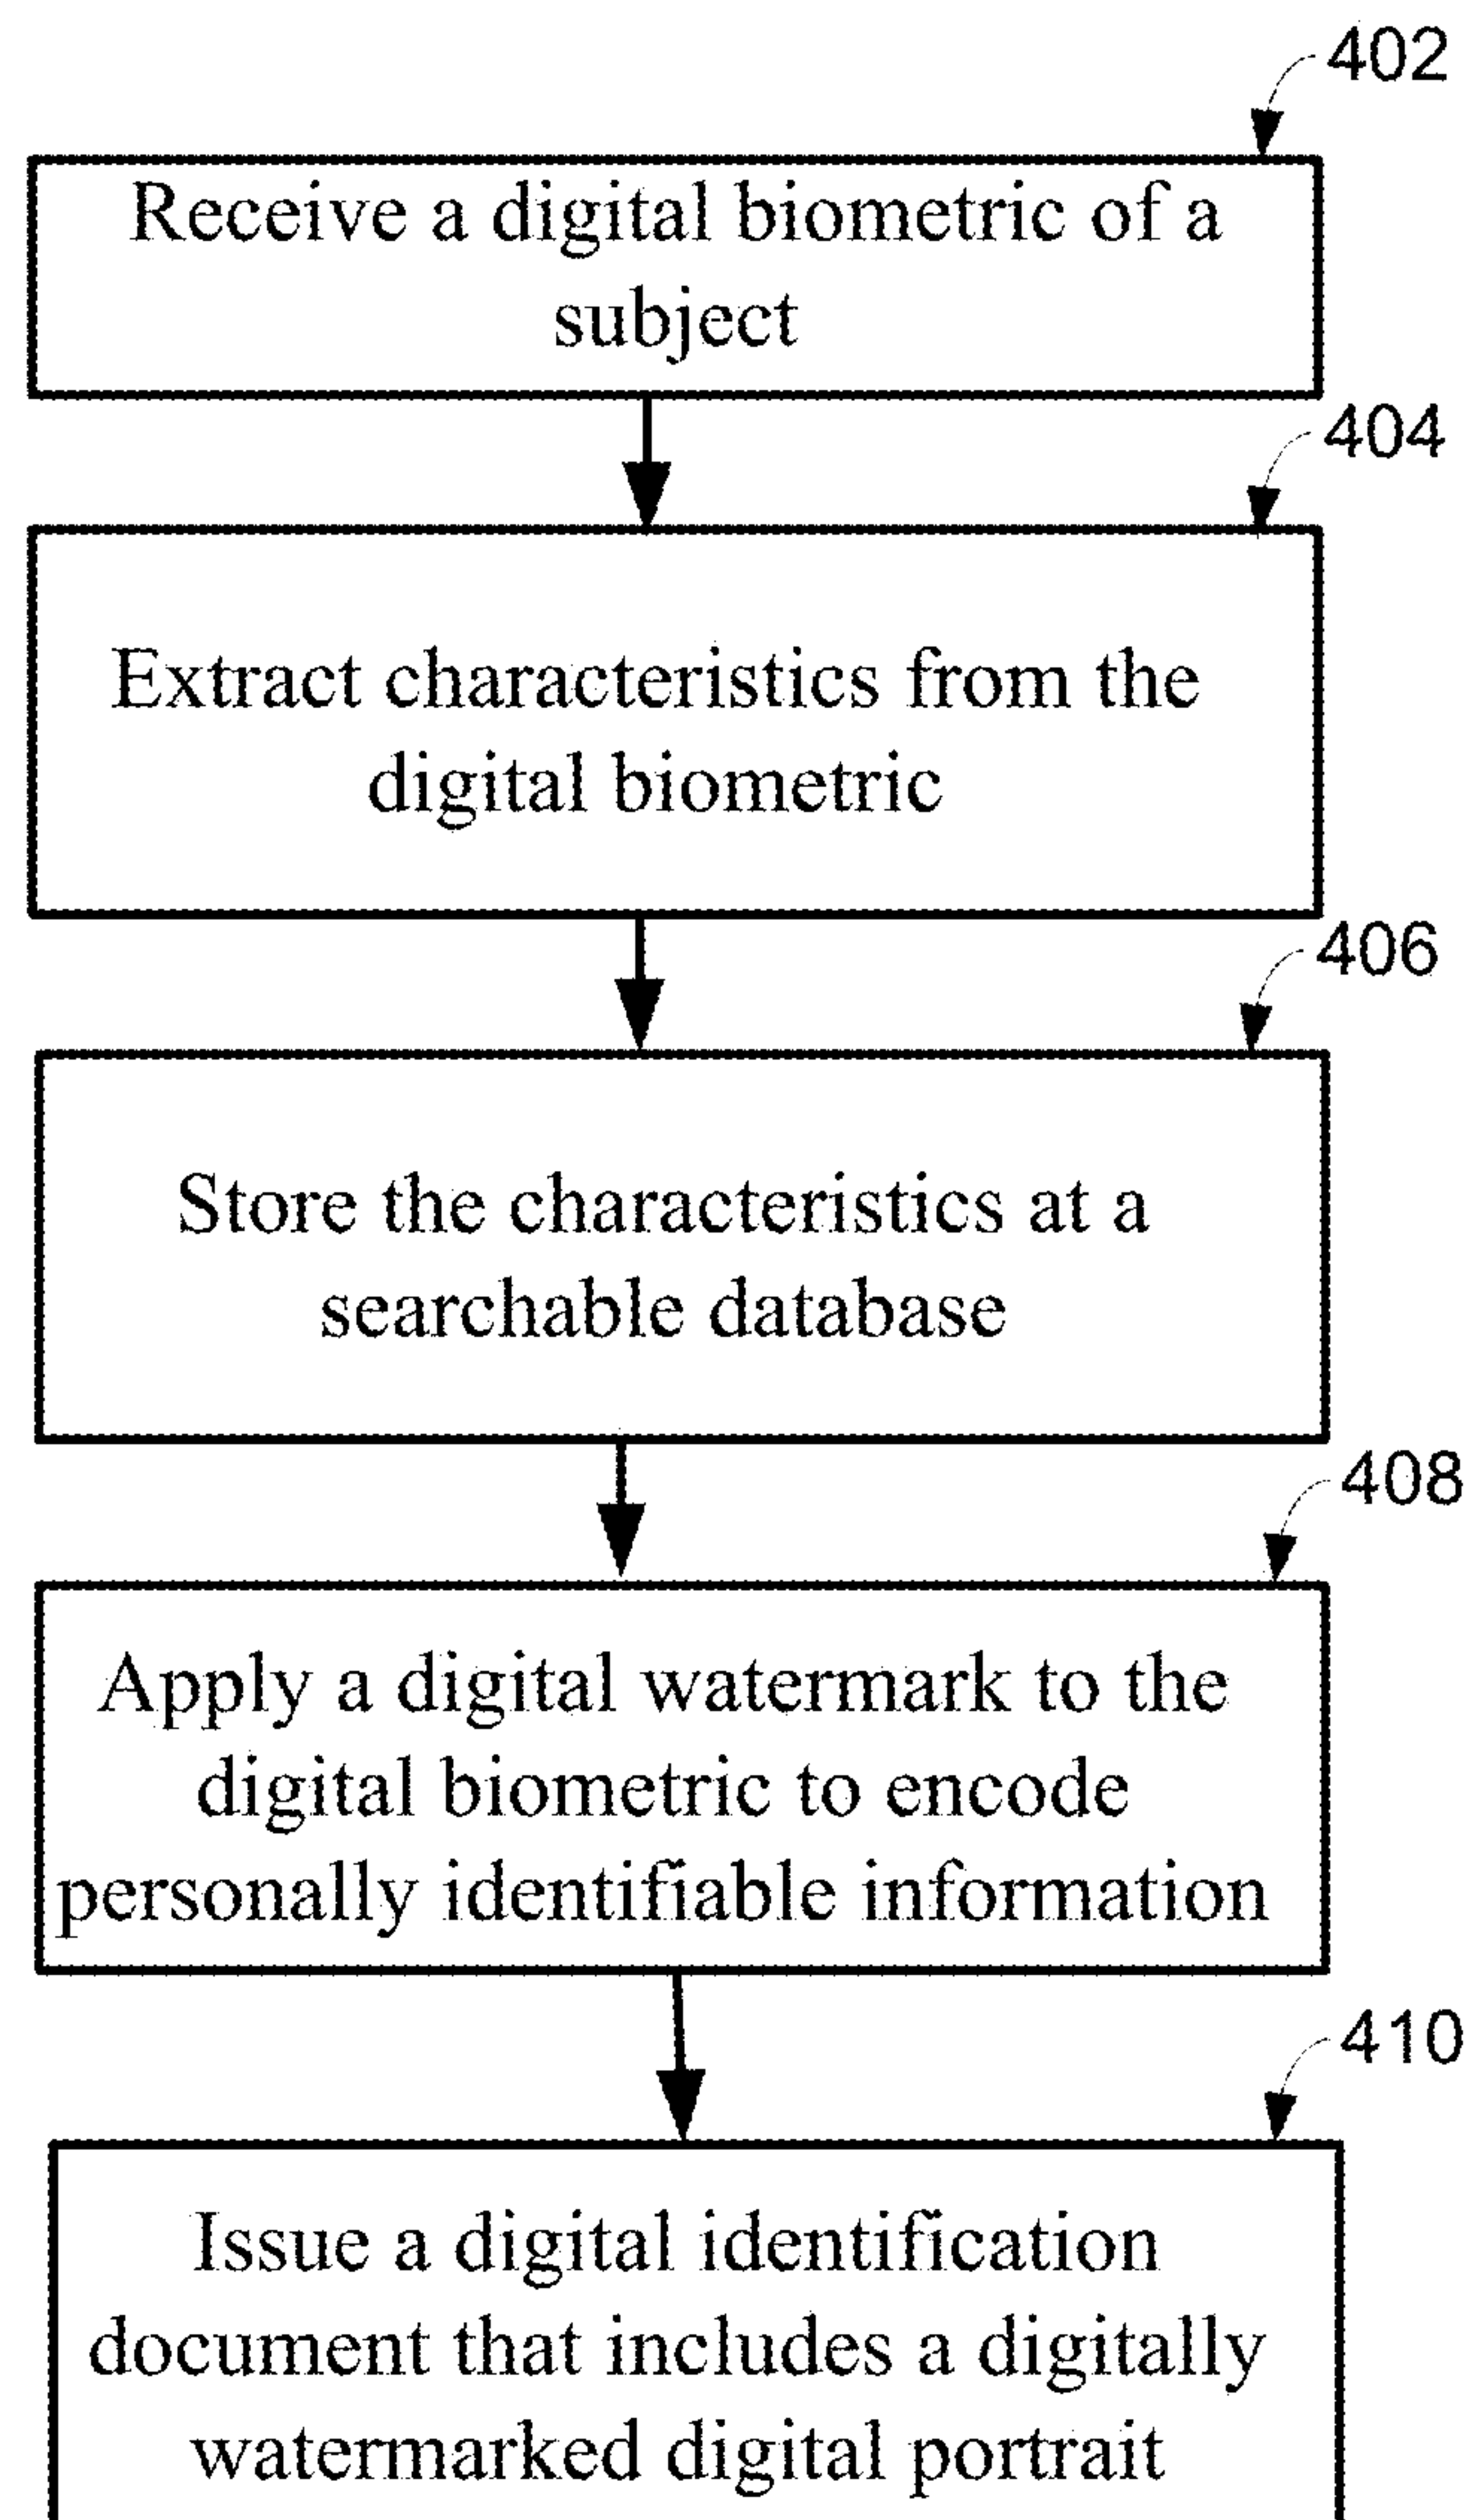 402
Receive a digital biometric of a
subject
404
Extract characteristics from the
digital biometric
406
Store the characteristics at a
searchable database
408
Apply a digital watermark to the
digital biometric to encode
personally identifiable information
410
Issue a digital identification
document that includes a digitally
watermarked digital portrait